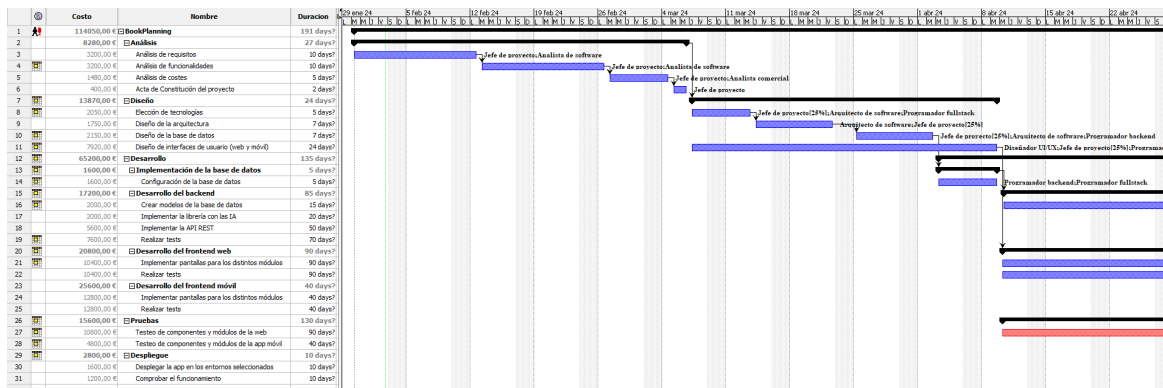 Costo Nombre Duracion 29 ene 24 5 feb 24 12 feb 24 19 feb 24 26 feb 24 4 mar 24 11 mar 24 18 mar 24 25 mar 24 1 abr 24 8 abr 24 15 abr 24 22 abr 24
1 114050,00 € BookPlanning 191 days?
2 8280,00 € Análisis 27 days?
3 3200,00 € Análisis de requisitos 10 days? Jefe de proyecto;Analista de software
4 3200,00 € Análisis de funcionalidades 10 days? Jefe de proyecto;Analista de software
5 1480,00 € Análisis de costes 5 days? Jefe de proyecto;Analista comercial
6 400,00 € Acta de Constitución del proyecto 2 days? Jefe de proyecto
7 13870,00 € Diseño 24 days?
8 2050,00 € Elección de tecnologías 5 days? Jefe de proyecto[25%];Arquitecto de software;Programador fullstack
9 1750,00 € Diseño de la arquitectura 7 days? Arquitecto de software;Jefe de proyecto[25%]
10 2150,00 € Diseño de la base de datos 7 days? Jefe de proyecto[25%];Arquitecto de software;Programador backend
11 7920,00 € Diseño de interfaces de usuario (web y móvil) 24 days? Diseñador UI/UX;Jefe de proyecto[25%];Programa
12 65200,00 € Desarrollo 135 days?
13 1600,00 € Implementación de la base de datos 5 days?
14 1600,00 € Configuración de la base de datos 5 days? Programador backend;Programador fullstack
15 17200,00 € Desarrollo del backend 85 days?
16 2000,00 € Crear modelos de la base de datos 15 days?
17 2000,00 € Implementar la librería con las IA 20 days?
18 5600,00 € Implementar la API REST 50 days?
19 7600,00 € Realizar tests 70 days?
20 20800,00 € Desarrollo del frontend web 90 days?
21 10400,00 € Implementar pantallas para los distintos módulos 90 days?
22 10400,00 € Realizar tests 90 days?
23 25600,00 € Desarrollo del frontend móvil 40 days?
24 12800,00 € Implementar pantallas para los distintos módulos 40 days?
25 12800,00 € Realizar tests 40 days?
26 15600,00 € Pruebas 130 days?
27 10800,00 € Testeo de componentes y módulos de la web 90 days?
28 4800,00 € Testeo de componentes y módulos de la app móvil 40 days?
29 2800,00 € Despliegue 10 days?
30 1600,00 € Desplegar la app en los entornos seleccionados 10 days?
31 1200,00 € Comprobar el funcionamiento 10 days?